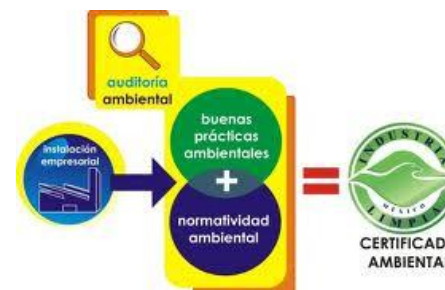 auditoría
ambiental
buenas
prácticas
ambientales
+
normatividad
ambiental
instalación
empresarial
=
INDUSTRIA
LIMPIA
MÉXICO
CERTIFICAD
AMBIENTA